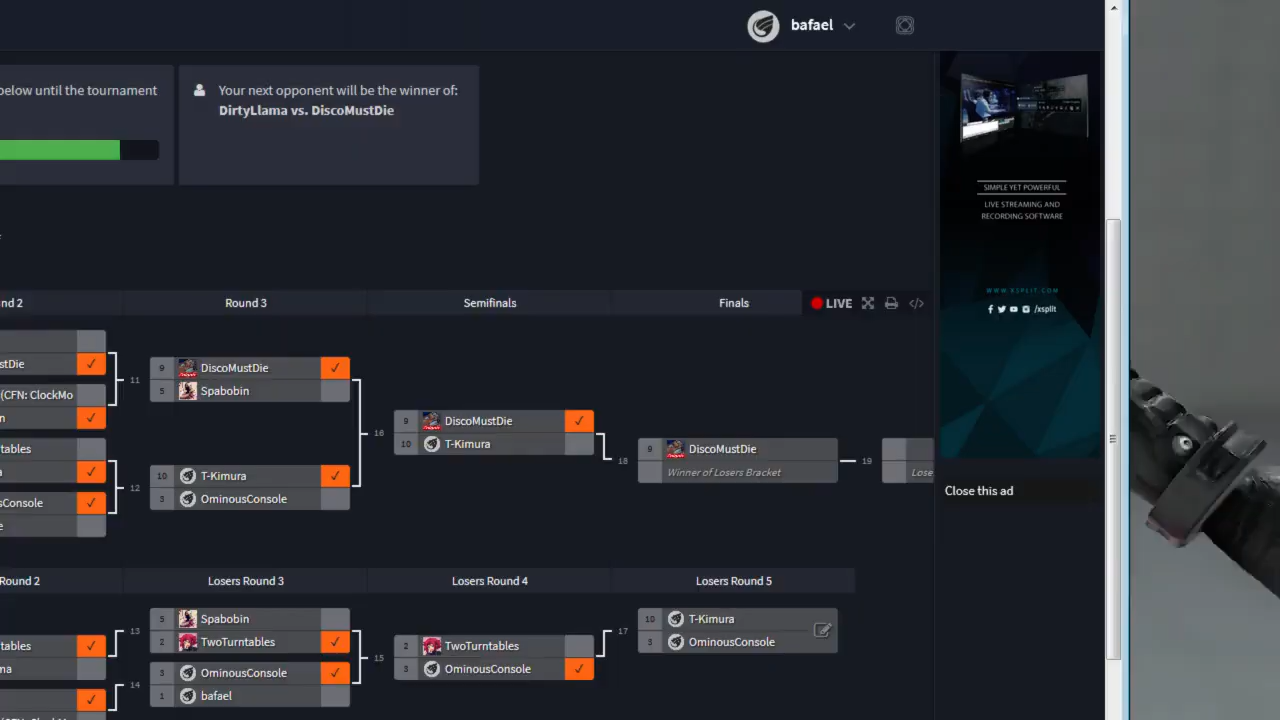 bafael
below until the tournament
Your next opponent will be the winner of:
DirtyLlama vs. DiscoMustDie
SIMPLE YET POWERFUL
LIVE STREAMING AND
RECORDING SOFTWARE
WWW.XSPLIT.COM
/xsplit
nd 2
Round 3
Semifinals
Finals
LIVE
stDie
11
9 DiscoMustDie
5 Spabobin
(CFN: ClockMo
n
16
9 DiscoMustDie
10 T-Kimura
18
9 DiscoMustDie
Winner of Losers Bracket
19
Lose
tables
a
12
10 T-Kimura
3 OminousConsole
sConsole
e
Close this ad
Round 2
Losers Round 3
Losers Round 4
Losers Round 5
tables
ma
13
5 Spabobin
2 TwoTurntables
15
2 TwoTurntables
3 OminousConsole
17
10 T-Kimura
3 OminousConsole
14
3 OminousConsole
1 bafael